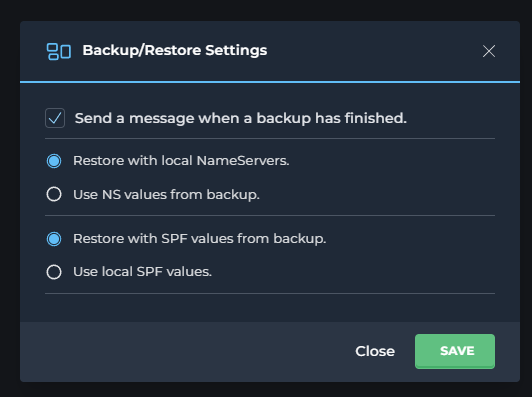 Backup/Restore Settings
Send a message when a backup has finished.
Restore with local NameServers.
Use NS values from backup.
Restore with SPF values from backup.
Use local SPF values.
Close
SAVE